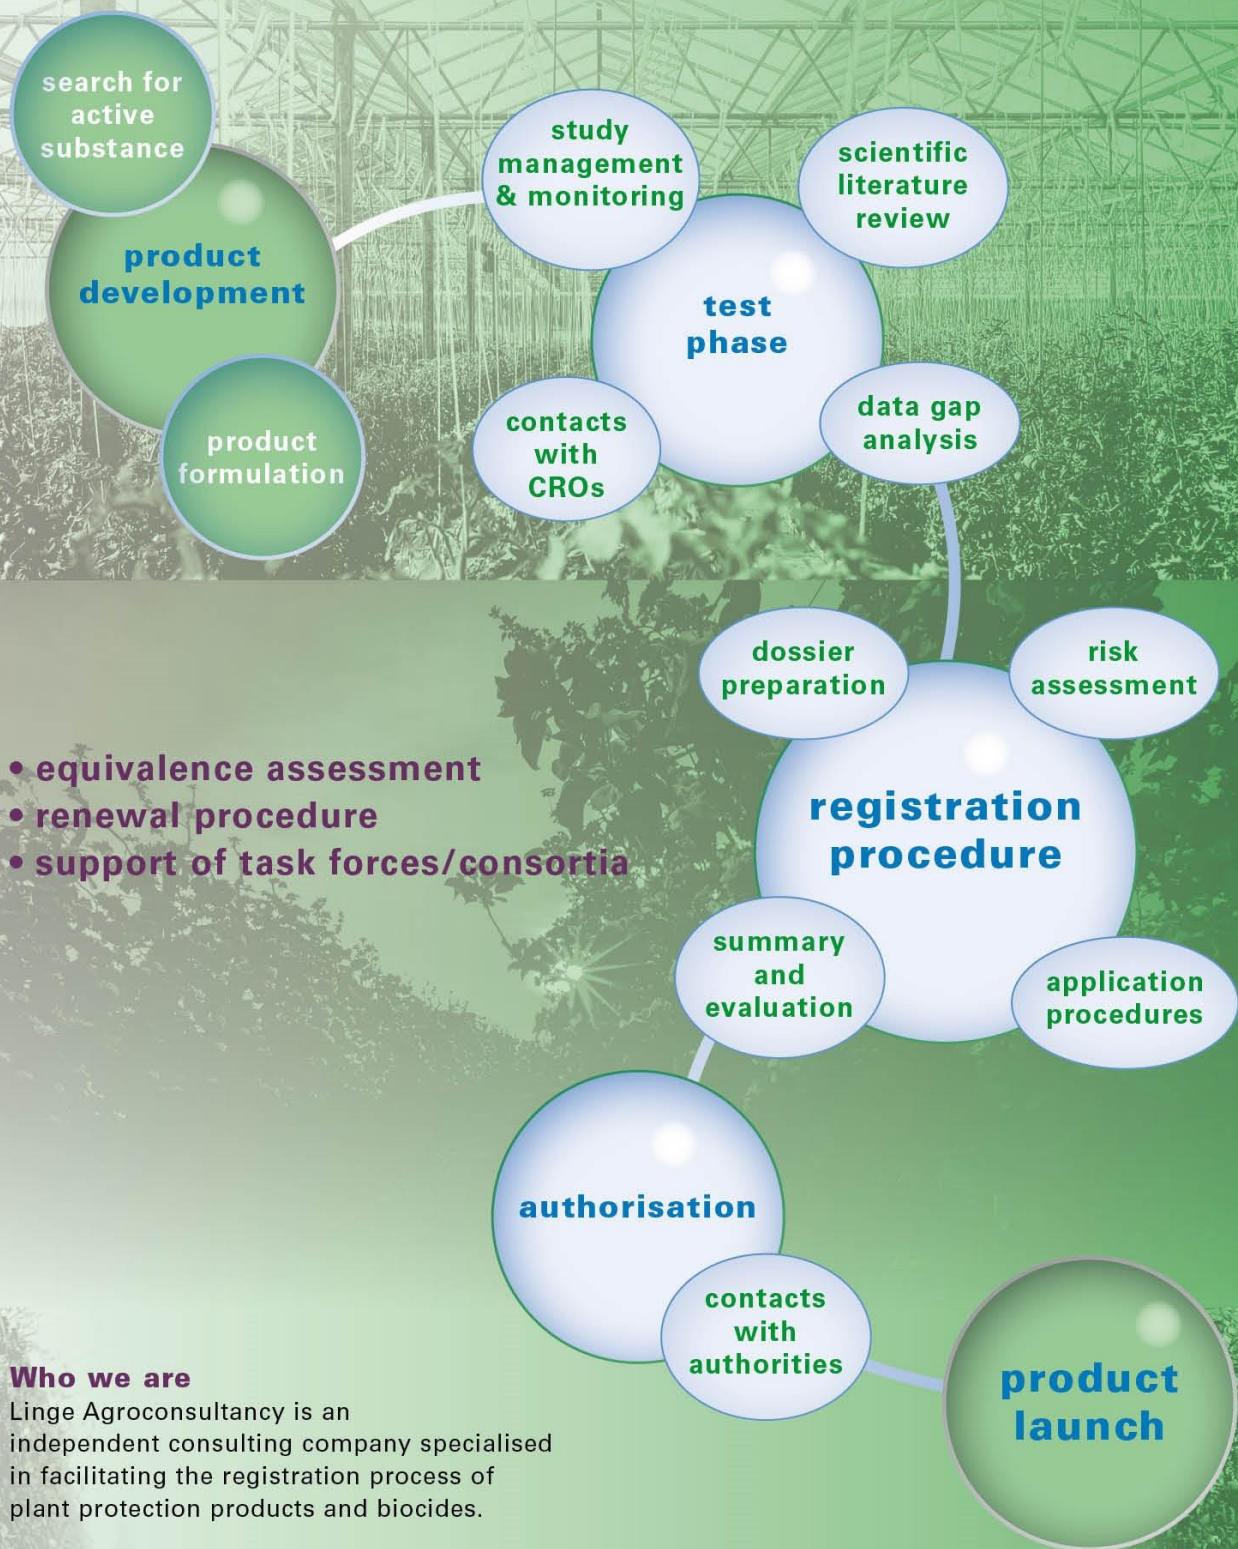 search for
active
substance
product
development
product
formulation
study
management
& monitoring
scientific
literature
review
test
phase
contacts
with
CROs
data gap
analysis
dossier
preparation
risk
assessment
• equivalence assessment
• renewal procedure
• support of task forces/consortia
registration
procedure
summary
and
evaluation
application
procedures
authorisation
contacts
with
authorities
product
launch
Who we are
Linge Agroconsultancy is an
independent consulting company specialised
in facilitating the registration process of
plant protection products and biocides.